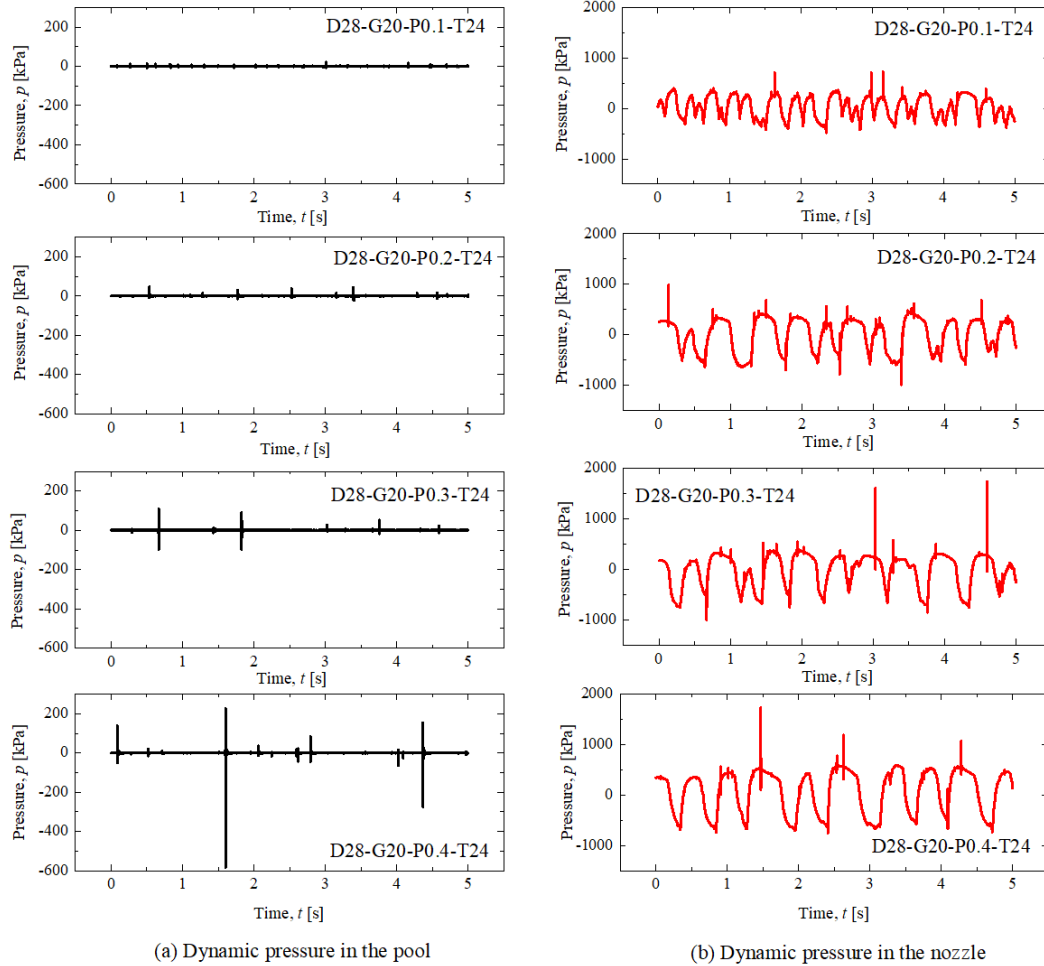 D28-G20-P0.1-T24
200
0
-200
-400
-600
Pressure, p [kPa]
0 1 2 3 4 5
Time, t [s]
D28-G20-P0.1-T24
2000
1000
0
-1000
Pressure, p [kPa]
0 1 2 3 4 5
Time, t [s]
D28-G20-P0.2-T24
200
0
-200
-400
-600
Pressure, p [kPa]
0 1 2 3 4 5
Time, t [s]
D28-G20-P0.2-T24
2000
1000
0
-1000
Pressure, p [kPa]
0 1 2 3 4 5
Time, t [s]
D28-G20-P0.3-T24
200
0
-200
-400
-600
Pressure, p [kPa]
0 1 2 3 4 5
Time, t [s]
D28-G20-P0.3-T24
2000
1000
0
-1000
Pressure, p [kPa]
0 1 2 3 4 5
Time, t [s]
200
0
-200
-400
-600
Pressure, p [kPa]
D28-G20-P0.4-T24
0 1 2 3 4 5
Time, t [s]
2000
1000
0
-1000
Pressure, p [kPa]
D28-G20-P0.4-T24
0 1 2 3 4 5
Time, t [s]
(a) Dynamic pressure in the pool
(b) Dynamic pressure in the nozzle